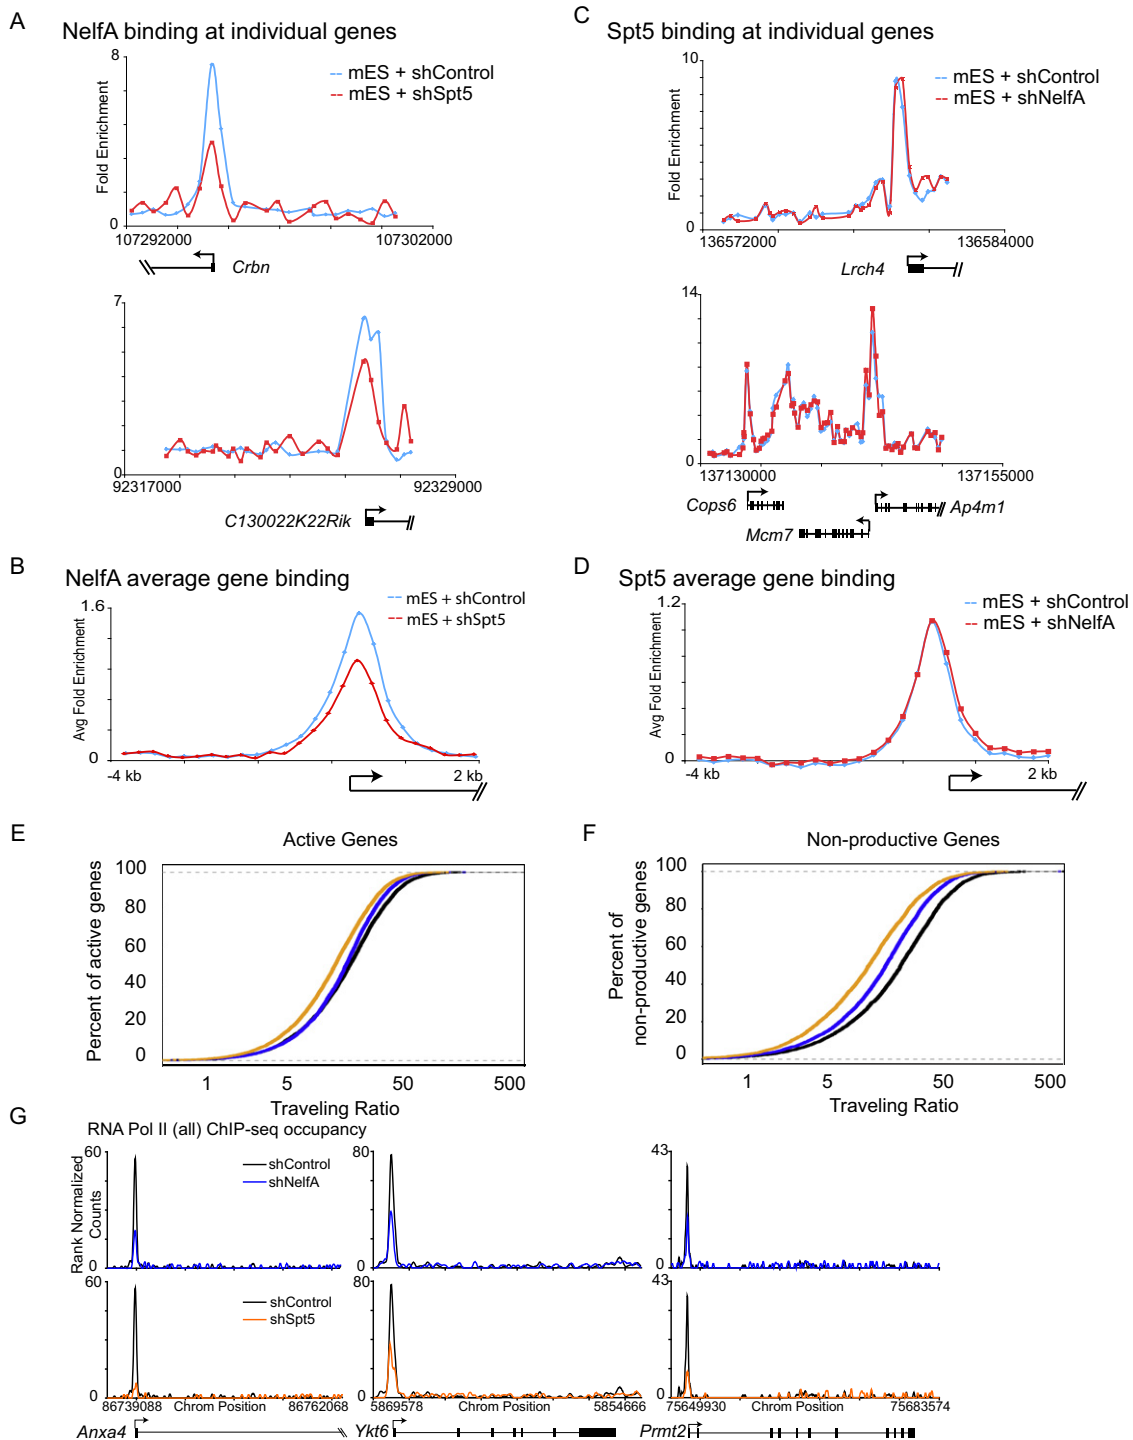 A
NelfA binding at individual genes
8
Fold Enrichment
0
mES + shControl
mES + shSpt5
107292000
107302000
Crbn
7
0
92317000
92329000
C130022K22Rik
C
Spt5 binding at individual genes
10
Fold Enrichment
0
mES + shControl
mES + shNelfA
136572000
136584000
Lrch4
14
0
137130000
137155000
Cops6
Ap4m1
Mcm7
B
NelfA average gene binding
1.6
Avg Fold Enrichment
0
mES + shControl
mES + shSpt5
-4 kb
2 kb
D
Spt5 average gene binding
1.2
Avg Fold Enrichment
0
mES + shControl
mES + shNelfA
-4 kb
2 kb
E
Active Genes
Percent of active genes
100
80
60
40
20
0
1
5
50
500
Traveling Ratio
F
Non-productive Genes
Percent of
non-productive genes
100
80
60
40
20
0
1
5
50
500
Traveling Ratio
G
RNA Pol II (all) ChIP-seq occupancy
Rank Normalized
Counts
60
0
shControl
shNelfA
80
0
43
0
60
0
shControl
shSpt5
80
0
43
0
86739088
Chrom Position
86762068
5869578
Chrom Position
5854666
75649930
Chrom Position
75683574
Anxa4
Ykt6
Prmt2